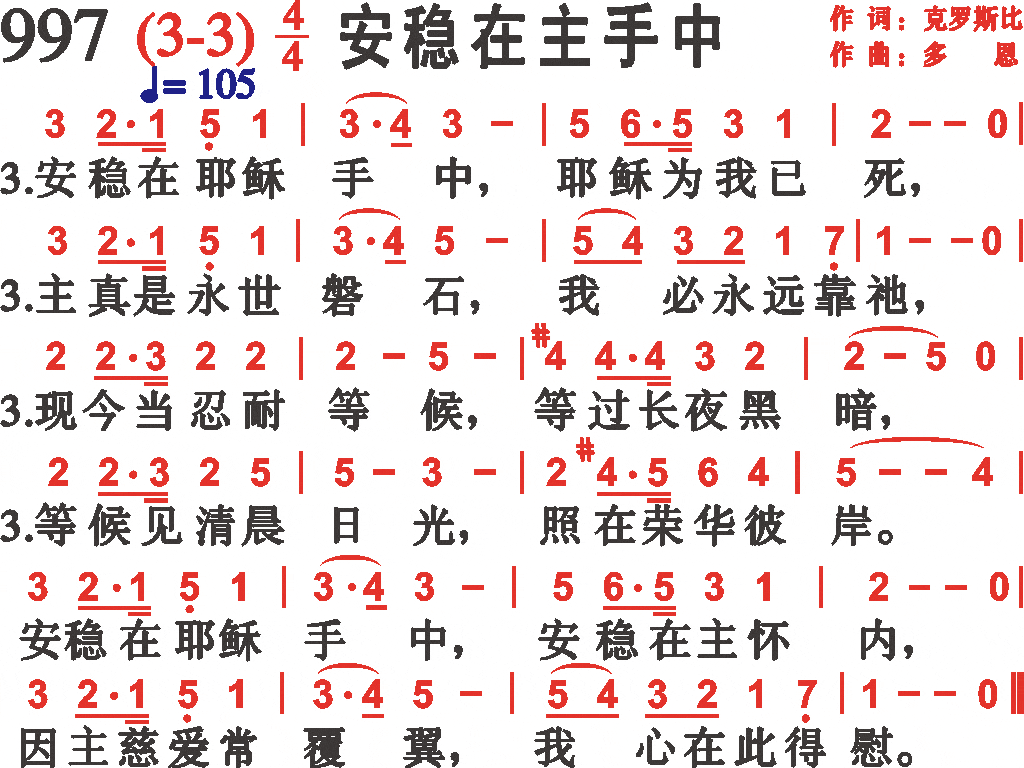 997 (3-3) 4/4 安稳在主手中 作 词：克罗斯比
♩= 105 作 曲：多 恩
3 2·1 5 1 | 3·4 3 – | 5 6·5 3 1 | 2 – – 0 |
3.安稳在耶稣 手 中， 耶稣为我已 死，
3 2·1 5 1 | 3·4 5 – | 5 4 3 2 1 7 | 1 – – 0 |
3.主真是永世 磐 石， 我 必永远靠祂，
2 2·3 2 2 | 2 – 5 – | #4 4·4 3 2 | 2 – 5 0 |
3.现今当忍耐 等 候， 等过长夜黑 暗，
2 2·3 2 5 | 5 – 3 – | 2 #4·5 6 4 | 5 – – 4 |
3.等候见清晨 日 光， 照在荣华彼 岸。
3 2·1 5 1 | 3·4 3 – | 5 6·5 3 1 | 2 – – 0 |
安稳在耶稣 手 中， 安稳在主怀 内，
3 2·1 5 1 | 3·4 5 – | 5 4 3 2 1 7 | 1 – – 0 ‖
因主慈爱常 覆 翼， 我 心在此得 慰。